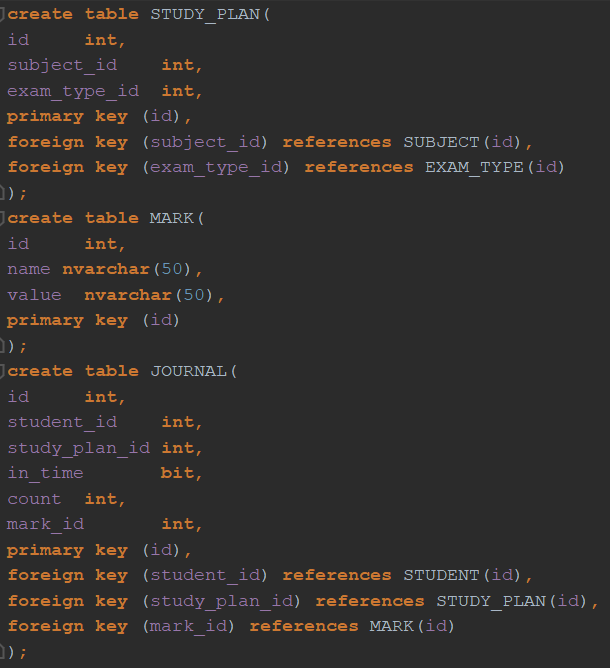 create table STUDY_PLAN(
id int,
subject_id int,
exam_type_id int,
primary key (id),
foreign key (subject_id) references SUBJECT(id),
foreign key (exam_type_id) references EXAM_TYPE(id)
);
create table MARK(
id int,
name nvarchar(50),
value nvarchar(50),
primary key (id)
);
create table JOURNAL(
id int,
student_id int,
study_plan_id int,
in_time bit,
count int,
mark_id int,
primary key (id),
foreign key (student_id) references STUDENT(id),
foreign key (study_plan_id) references STUDY_PLAN(id),
foreign key (mark_id) references MARK(id)
);